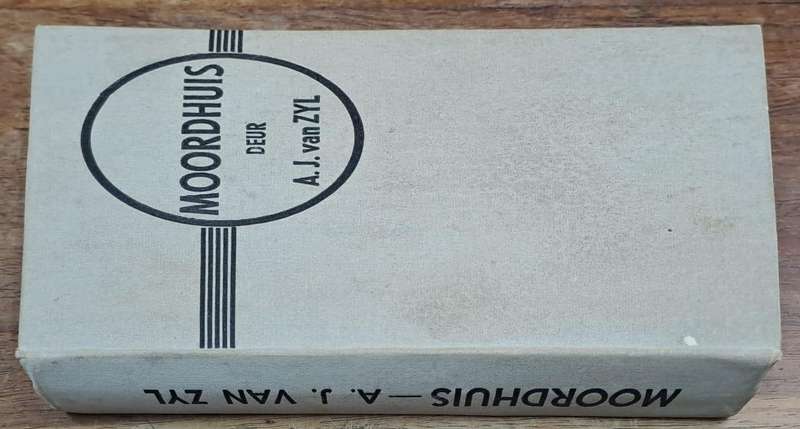 MOORDHUIS
DEUR
A. J. van ZYL
MOORDHUIS — A. J. VAN ZYL